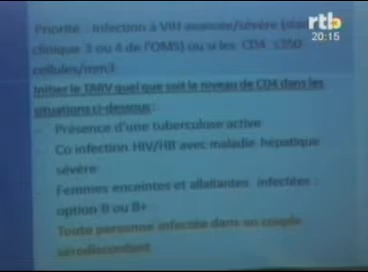 rtb
20:15
Priorité : Infection à VIH avancée/sévère (stade
clinique 3 ou 4 de l'OMS) ou si les CD4 ≤350
cellules/mm3
Initier le TARV quel que soit le niveau de CD4 dans les
situations ci-dessous :
- Présence d'une tuberculose active
- Co infection HIV/HB avec maladie hépatique
sévère
- Femmes enceintes et allaitantes infectées :
option B ou B+
Toute personne infectée dans un couple
sérodiscordant